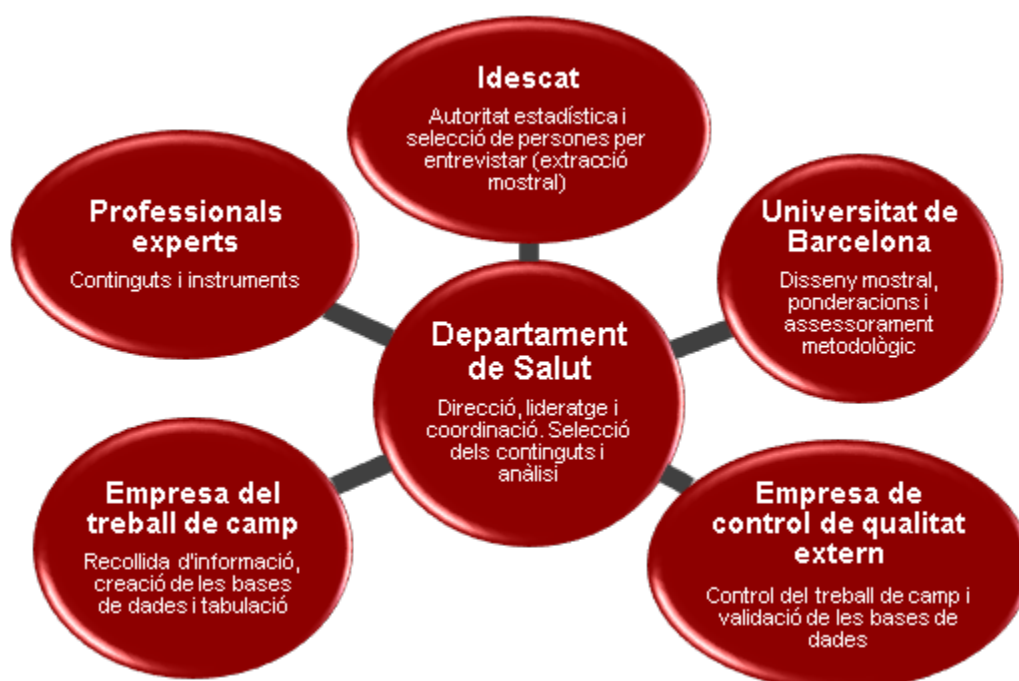 Idescat
Autoritat estadística i
selecció de persones per
entrevistar (extracció
mostral)
Professionals
experts
Continguts i instruments
Universitat de
Barcelona
Disseny mostral,
ponderacions i
assessorament
metodològic
Departament
de Salut
Direcció, lideratge i
coordinació. Selecció
dels continguts i
anàlisi
Empresa del
treball de camp
Recollida d'informació,
creació de les bases
de dades i tabulació
Empresa de
control de qualitat
extern
Control del treball de camp i
validació de les bases de
dades